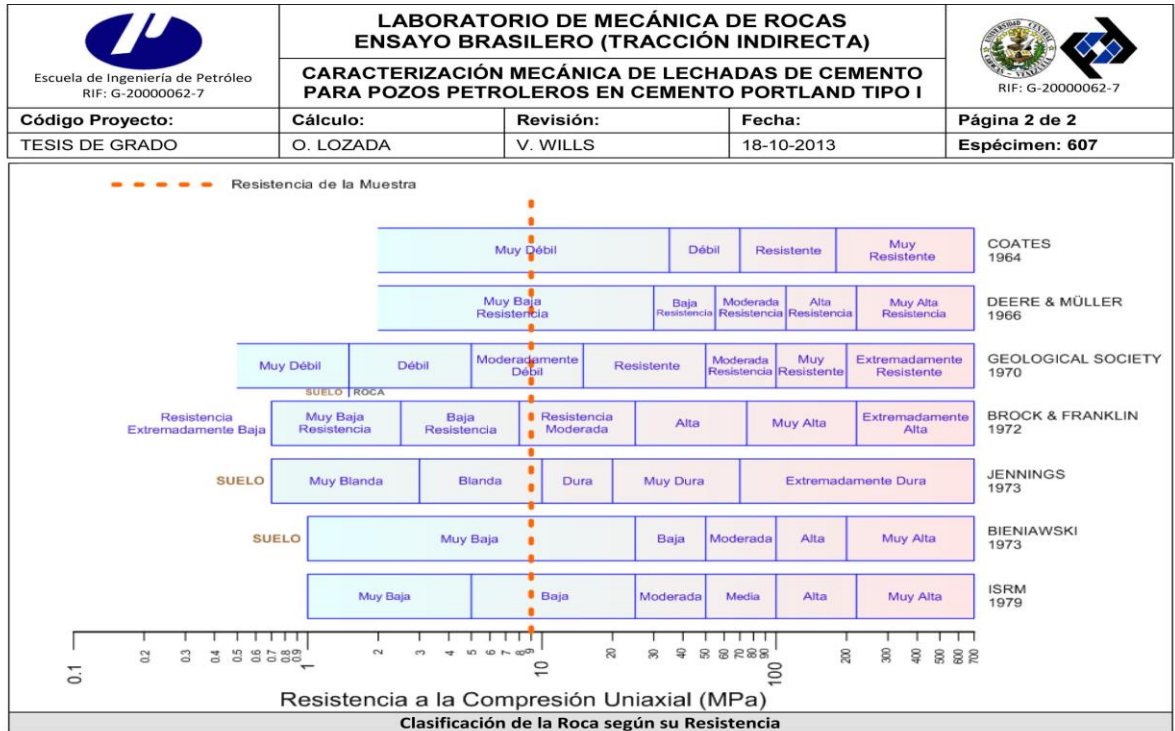 Escuela de Ingeniería de Petróleo
RIF: G-20000062-7
LABORATORIO DE MECÁNICA DE ROCAS
ENSAYO BRASILERO (TRACCIÓN INDIRECTA)
CARACTERIZACIÓN MECÁNICA DE LECHADAS DE CEMENTO
PARA POZOS PETROLEROS EN CEMENTO PORTLAND TIPO I
RIF: G-20000062-7
Código Proyecto: Cálculo: Revisión: Fecha: Página 2 de 2
TESIS DE GRADO O. LOZADA V. WILLS 18-10-2013 Espécimen: 607
Resistencia de la Muestra
Muy Débil Débil Resistente Muy
Resistente
COATES
1964
Muy Baja
Resistencia
Baja
Resistencia
Moderada
Resistencia
Alta
Resistencia
Muy Alta
Resistencia
DEERE & MÜLLER
1966
Muy Débil Débil Moderadamente
Débil
Resistente
Moderada
Resistencia
Muy
Resistente
Extremadamente
Resistente
GEOLOGICAL SOCIETY
1970
SUELO ROCA
Resistencia
Extremadamente Baja
Muy Baja
Resistencia
Baja
Resistencia
Resistencia
Moderada
Alta Muy Alta Extremadamente
Alta
BROCK & FRANKLIN
1972
SUELO Muy Blanda Blanda Dura Muy Dura Extremadamente Dura
JENNINGS
1973
SUELO Muy Baja Baja Moderada Alta Muy Alta
BIENIAWSKI
1973
Muy Baja Baja Moderada Media Alta Muy Alta
ISRM
1979
0.1 0.2 0.3 0.4 0.5 0.6 0.7 0.8 0.9 1 2 3 4 5 6 7 8 9 10 20 30 40 50 60 70 80 90 100 200 300 400 500 600 700
Resistencia a la Compresión Uniaxial (MPa)
Clasificación de la Roca según su Resistencia